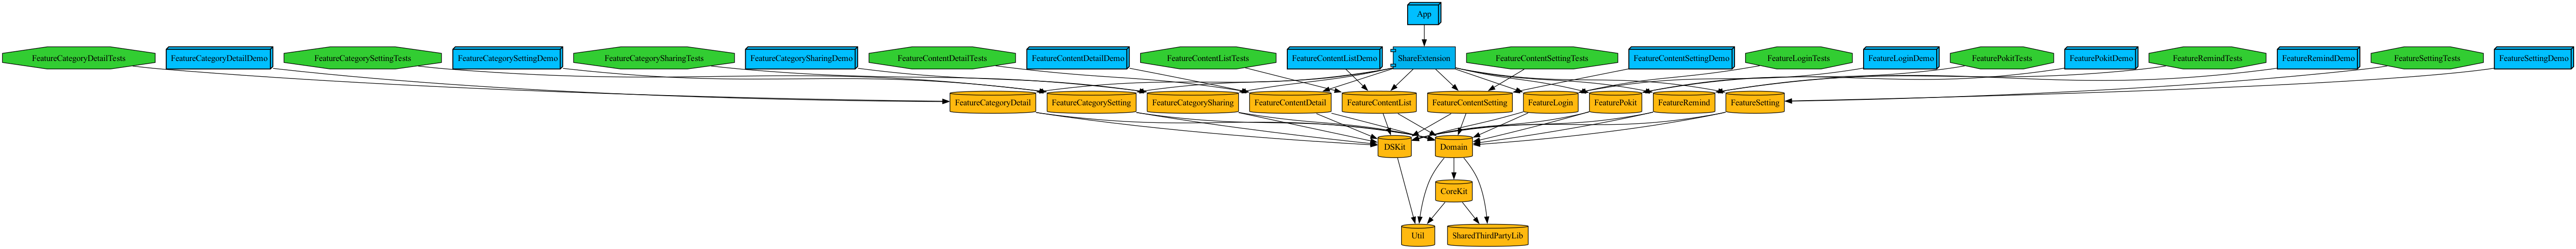 App
FeatureCategoryDetailTests
FeatureCategoryDetailDemo
FeatureCategorySettingTests
FeatureCategorySettingDemo
FeatureCategorySharingTests
FeatureCategorySharingDemo
FeatureContentDetailTests
FeatureContentDetailDemo
FeatureContentListTests
FeatureContentListDemo
ShareExtension
FeatureContentSettingTests
FeatureContentSettingDemo
FeatureLoginTests
FeatureLoginDemo
FeaturePokitTests
FeaturePokitDemo
FeatureRemindTests
FeatureRemindDemo
FeatureSettingTests
FeatureSettingDemo
FeatureCategoryDetail
FeatureCategorySetting
FeatureCategorySharing
FeatureContentDetail
FeatureContentList
FeatureContentSetting
FeatureLogin
FeaturePokit
FeatureRemind
FeatureSetting
DSKit
Domain
CoreKit
Util
SharedThirdPartyLib